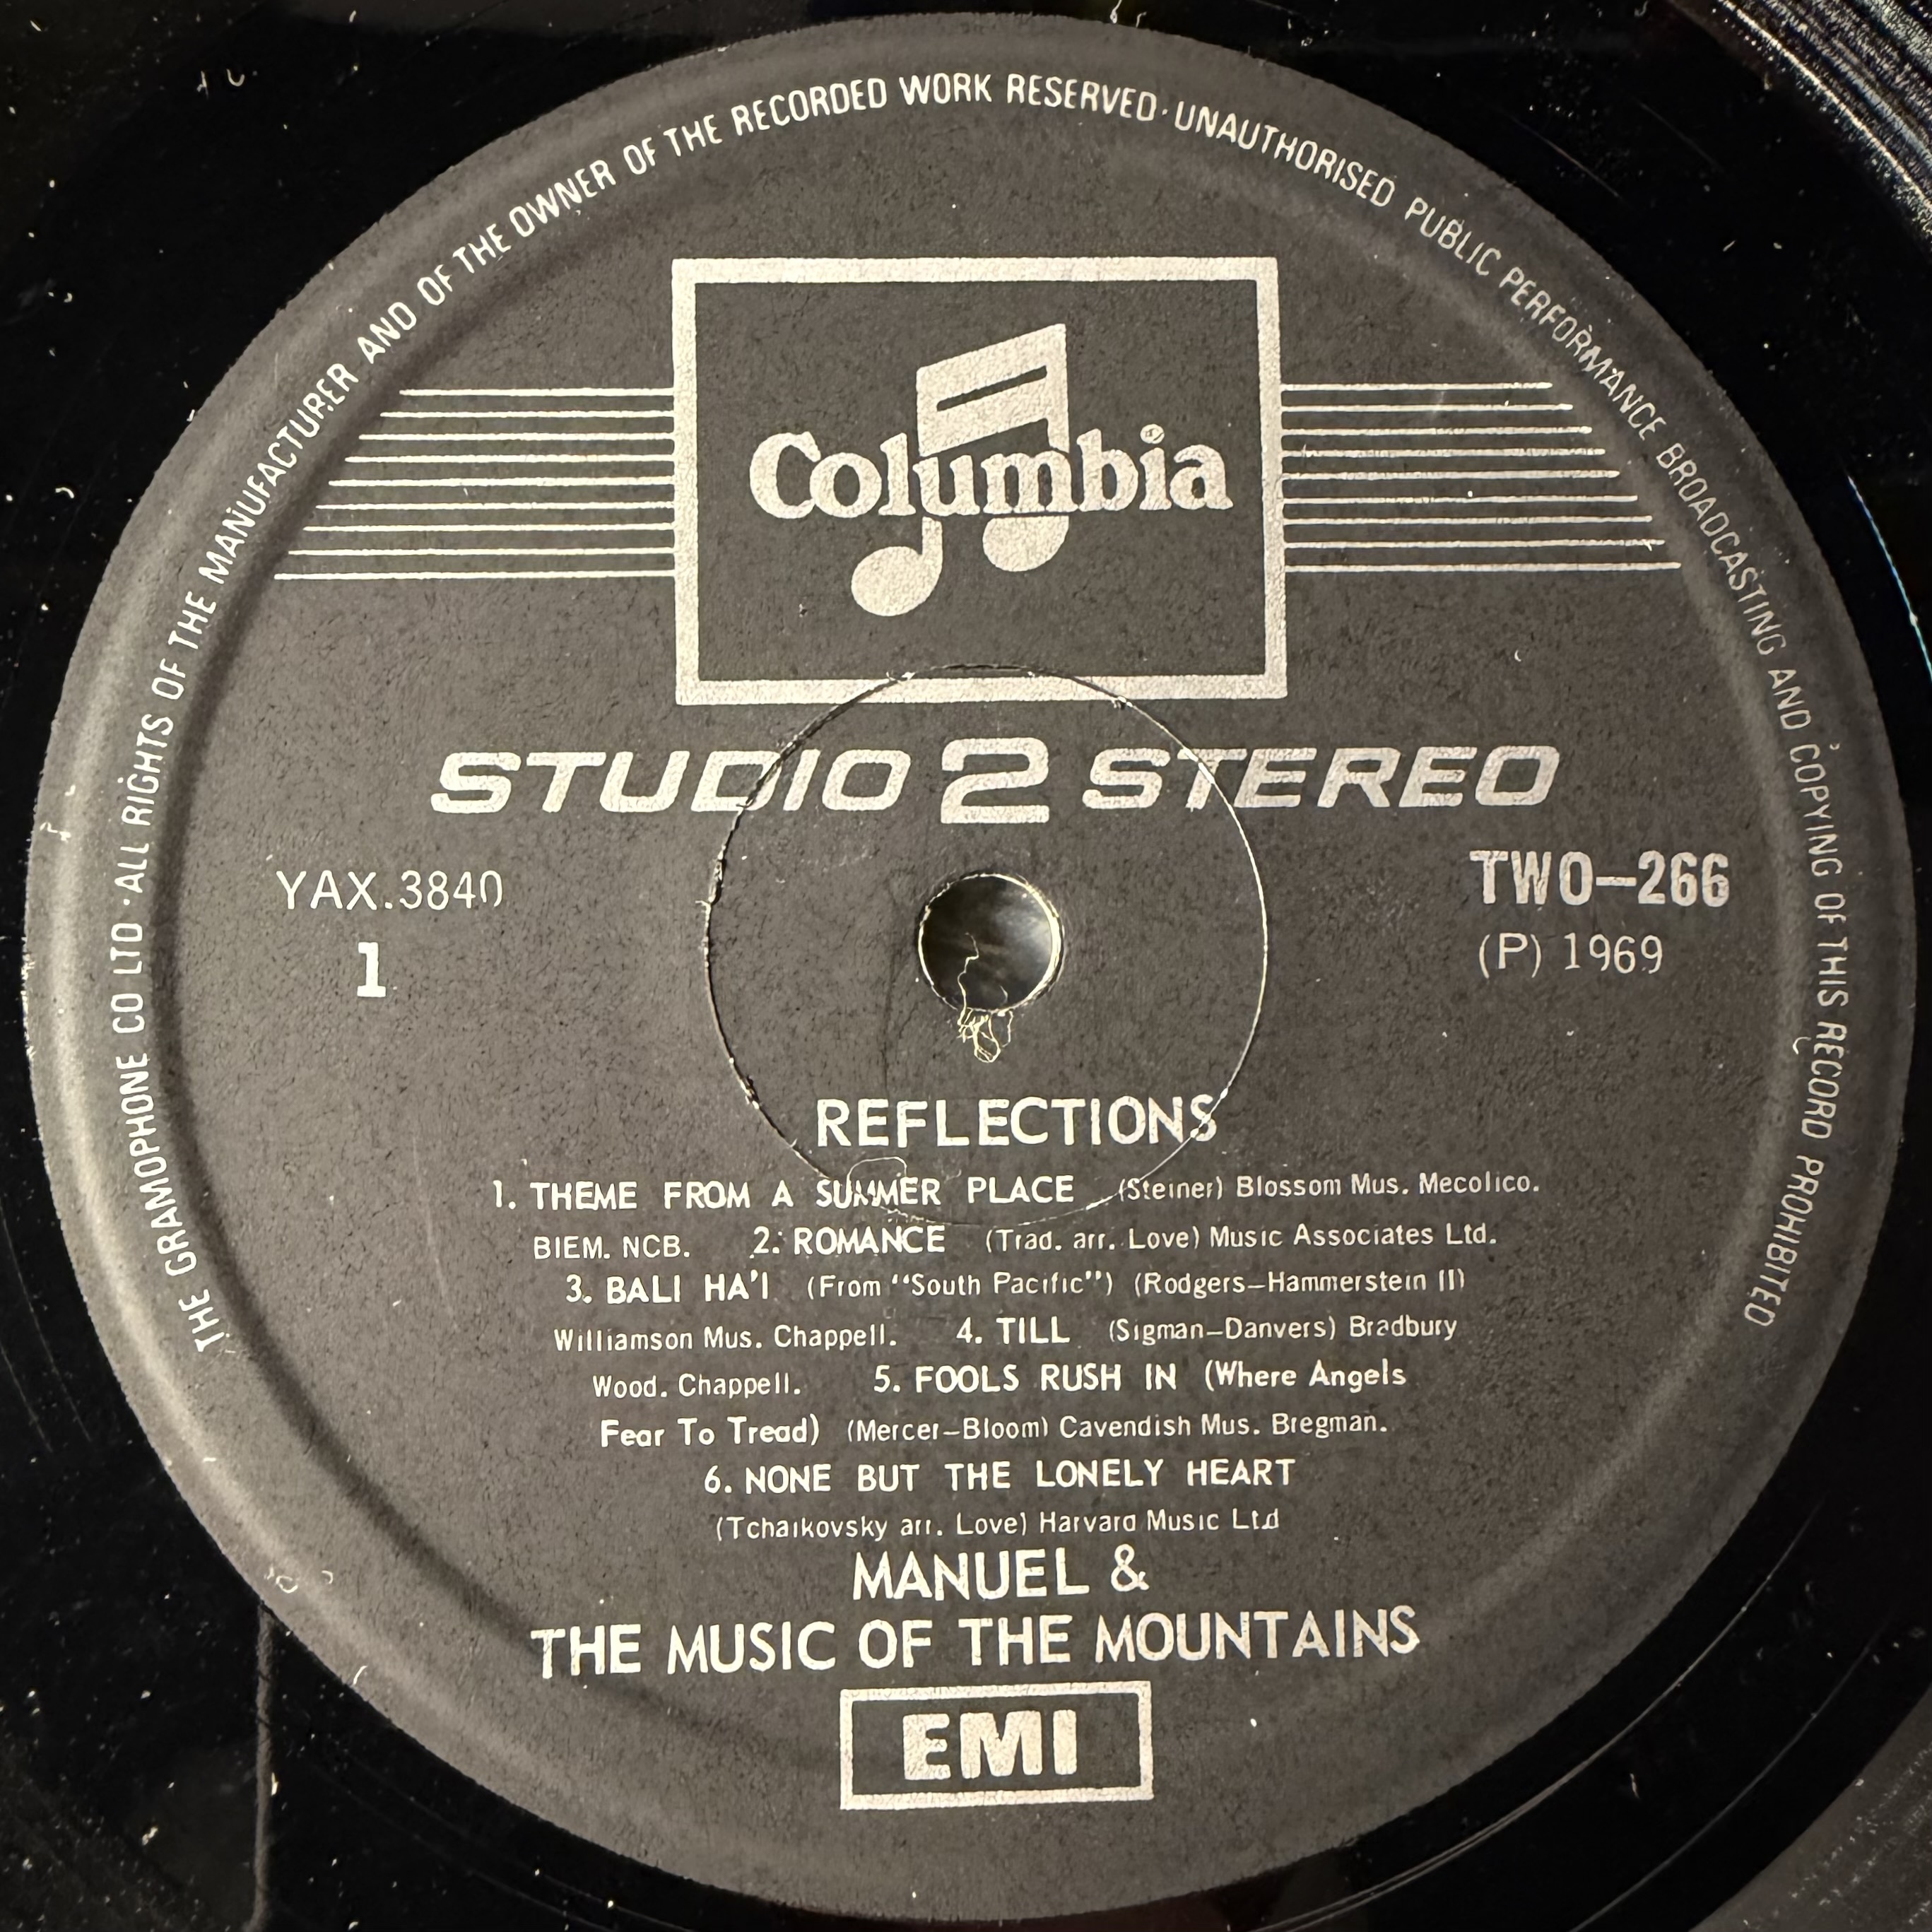 THE GRAMOPHONE CO LTD · ALL RIGHTS OF THE MANUFACTURER AND OF THE OWNER OF THE RECORDED WORK RESERVED · UNAUTHORISED PUBLIC PERFORMANCE BROADCASTING AND COPYING OF THIS RECORD PROHIBITED
Columbia
STUDIO 2 STEREO
YAX.3840
1
TWO-266
(P) 1969
REFLECTIONS
1. THEME FROM A SUMMER PLACE (Steiner) Blossom Mus. Mecolico.
BIEM. NCB. 2. ROMANCE (Trad. arr. Love) Music Associates Ltd.
3. BALI HA'I (From "South Pacific") (Rodgers-Hammerstein II)
Williamson Mus. Chappell. 4. TILL (Sigman-Danvers) Bradbury
Wood. Chappell. 5. FOOLS RUSH IN (Where Angels
Fear To Tread) (Mercer-Bloom) Cavendish Mus. Bregman.
6. NONE BUT THE LONELY HEART
(Tchaikovsky arr. Love) Harvard Music Ltd
MANUEL &
THE MUSIC OF THE MOUNTAINS
EMI